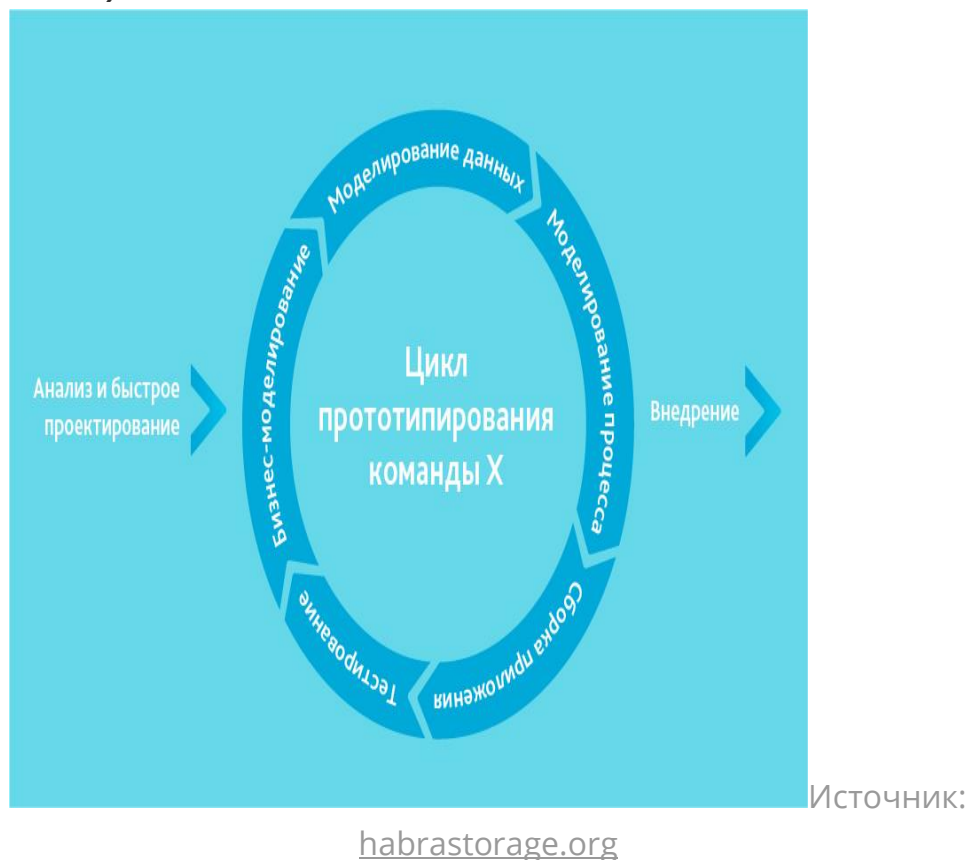 Моделирование данных
Моделирование процесса
Сборка приложения
Тестирование
Бизнес-моделирование
Анализ и быстрое
проектирование
Цикл
прототипирования
команды X
Внедрение
Источник:
habrastorage.org